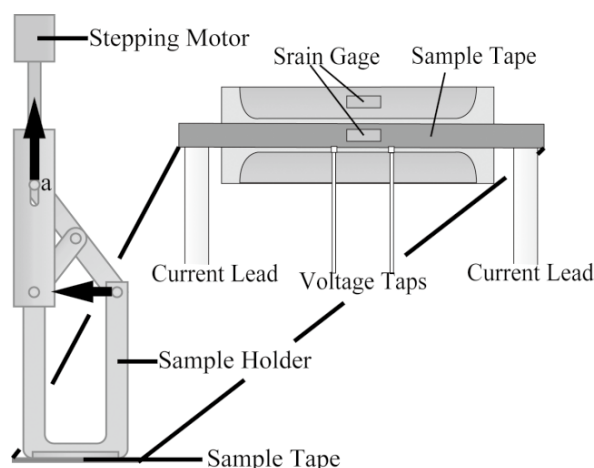 Stepping Motor
Srain Gage
Sample Tape
a
Current Lead
Voltage Taps
Current Lead
Sample Holder
Sample Tape